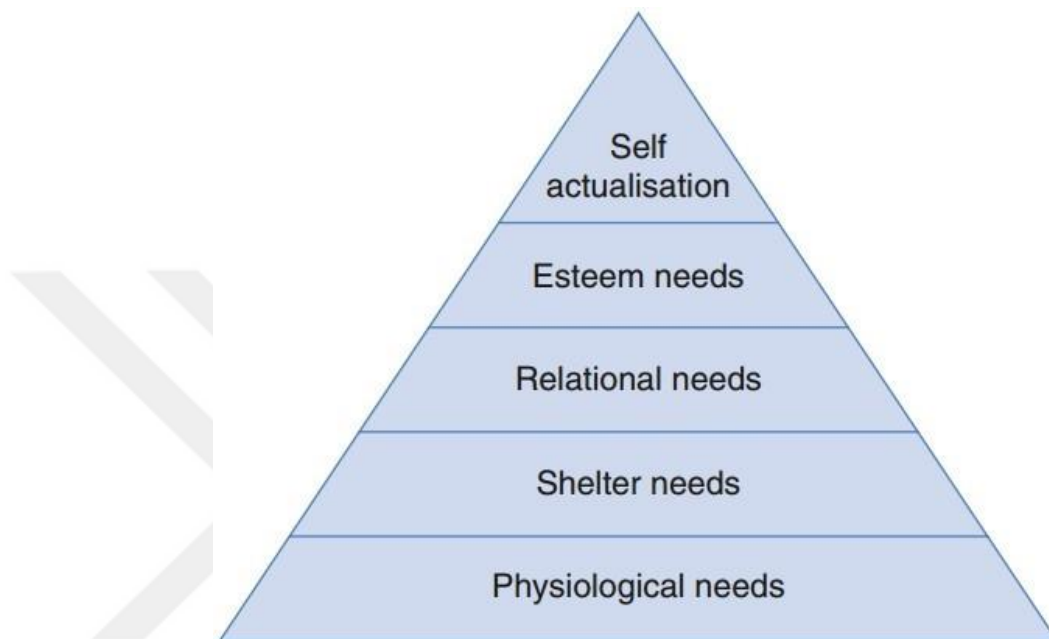 Self
actualisation
Esteem needs
Relational needs
Shelter needs
Physiological needs